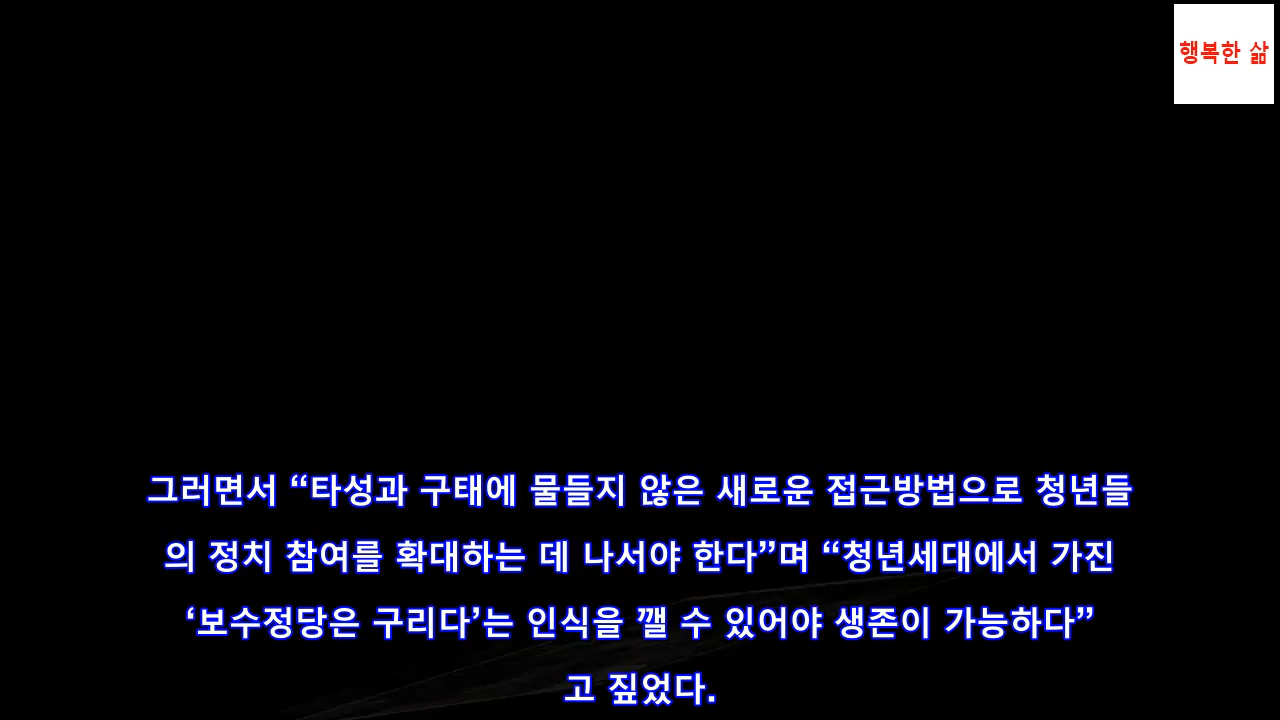 행복한 삶
그러면서 “타성과 구태에 물들지 않은 새로운 접근방법으로 청년들
의 정치 참여를 확대하는 데 나서야 한다”며 “청년세대에서 가진
‘보수정당은 구리다’는 인식을 깰 수 있어야 생존이 가능하다”
고 짚었다.